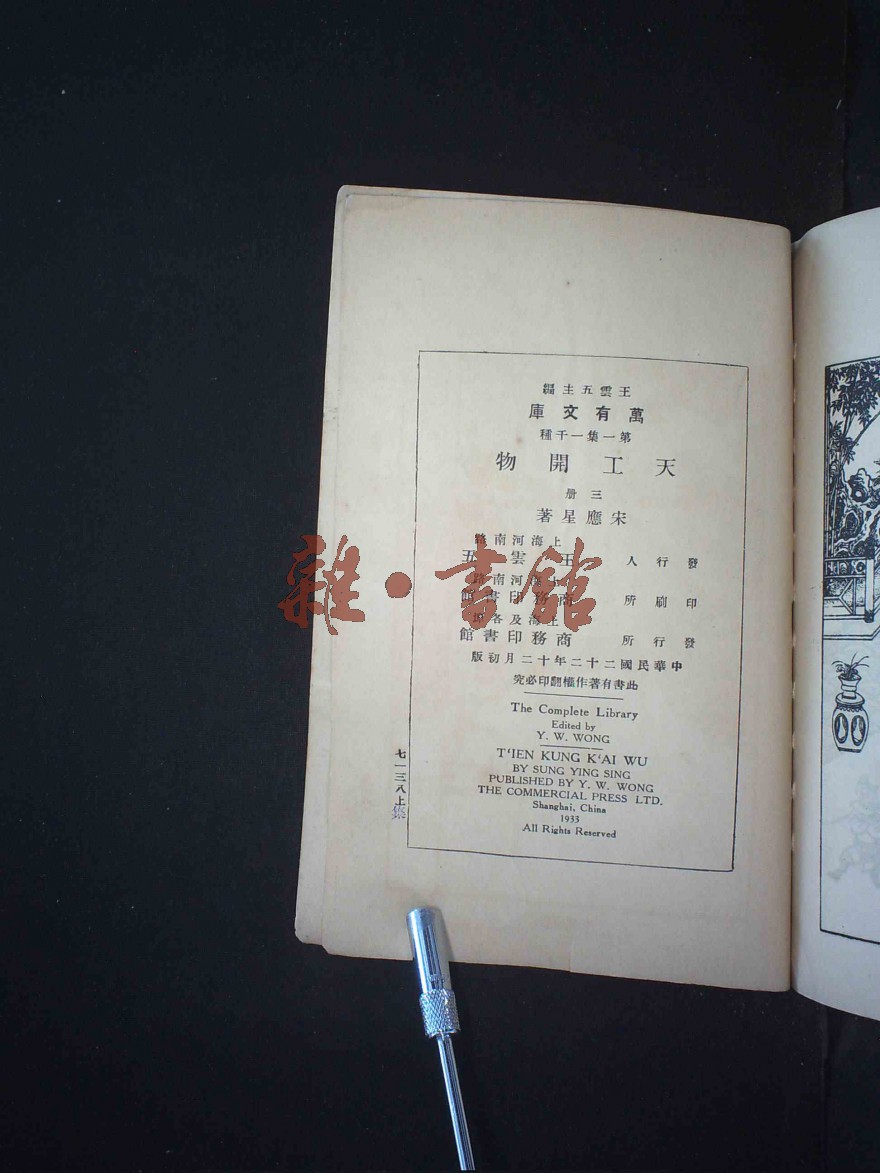 王雲五主編
萬有文庫
第一集一千種
天工開物
三冊
宋應星著
上海河南路
發行人 王雲五
上海河南路
印刷所 商務印書館
上海及各埠
發行所 商務印書館
中華民國二十二年十二月初版
此書有著作權翻印必究
The Complete Library
Edited by
Y. W. WONG
T‘IEN KUNG K‘AI WU
BY SUNG YING SING
PUBLISHED BY Y. W. WONG
THE COMMERCIAL PRESS LTD.
Shanghai, China
1933
All Rights Reserved
七一三八上
集
雜·書館